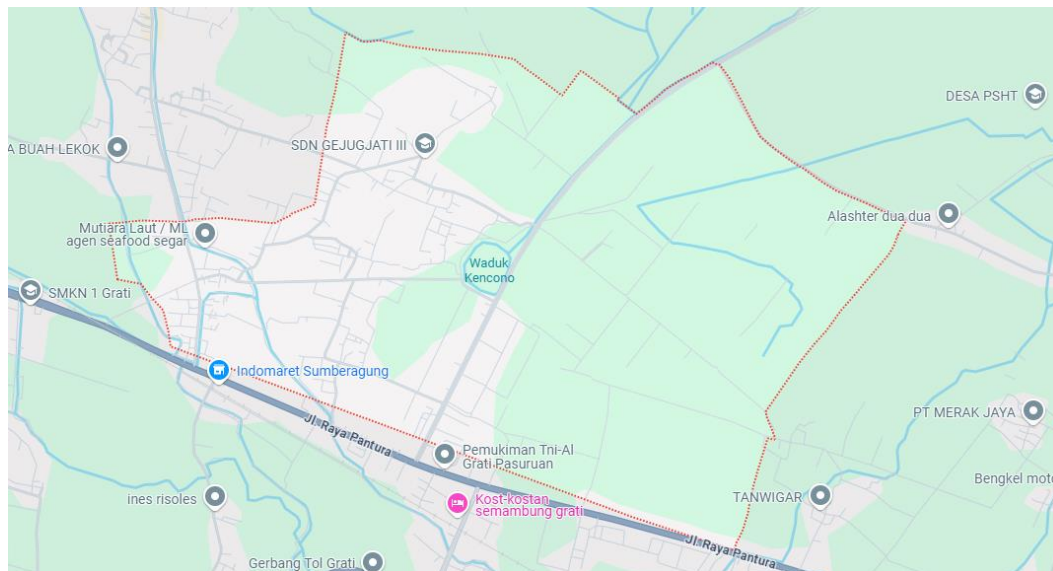 DESA PSHT
SDN GEJUGJATI III
A BUAH LEKOK
Alashter dua dua
Mutiara Laut / ML
agen seafood segar
Waduk
Kencono
SMKN 1 Grati
Indomaret Sumberagung
PT MERAK JAYA
Jl. Raya Pantura
Pemukiman Tni-Al
Grati Pasuruan
Bengkel moto
ines risoles
Kost-kostan
semambung grati
TANWIGAR
Jl. Raya Pantura
Gerbang Tol Grati